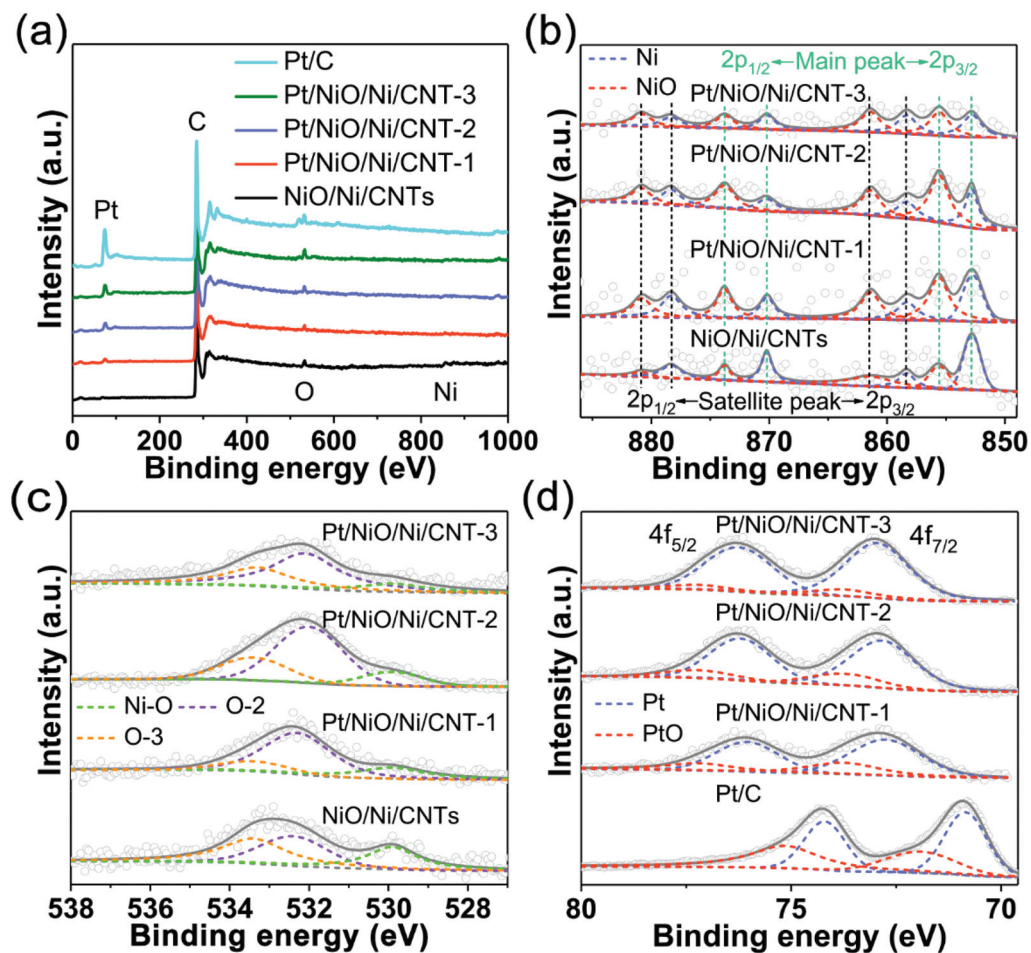 (a)
Pt/C
Pt/NiO/Ni/CNT-3
Pt/NiO/Ni/CNT-2
Pt/NiO/Ni/CNT-1
NiO/Ni/CNTs
C
Pt
O
Ni
Intensity (a.u.)
0 200 400 600 800 1000
Binding energy (eV)
(b)
Ni
NiO
2p1/2 ← Main peak → 2p3/2
Pt/NiO/Ni/CNT-3
Pt/NiO/Ni/CNT-2
Pt/NiO/Ni/CNT-1
NiO/Ni/CNTs
2p1/2 ← Satellite peak → 2p3/2
Intensity (a.u.)
880 870 860 850
Binding energy (eV)
(c)
Pt/NiO/Ni/CNT-3
Pt/NiO/Ni/CNT-2
Ni-O O-2
O-3
Pt/NiO/Ni/CNT-1
NiO/Ni/CNTs
Intensity (a.u.)
538 536 534 532 530 528
Binding energy (eV)
(d)
Pt/NiO/Ni/CNT-3
4f5/2 4f7/2
Pt/NiO/Ni/CNT-2
Pt
PtO
Pt/NiO/Ni/CNT-1
Pt/C
Intensity (a.u.)
80 75 70
Binding energy (eV)